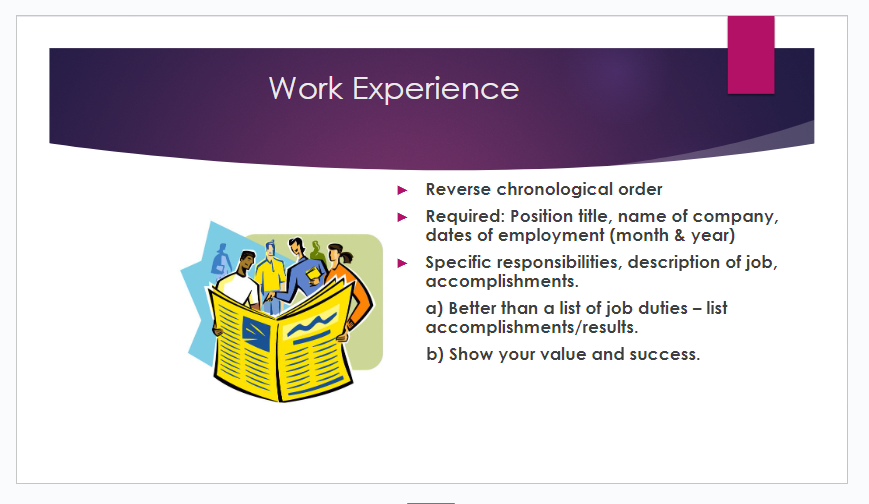 Work Experience
Reverse chronological order
Required: Position title, name of company,
dates of employment (month & year)
Specific responsibilities, description of job,
accomplishments.
a) Better than a list of job duties – list
accomplishments/results.
b) Show your value and success.